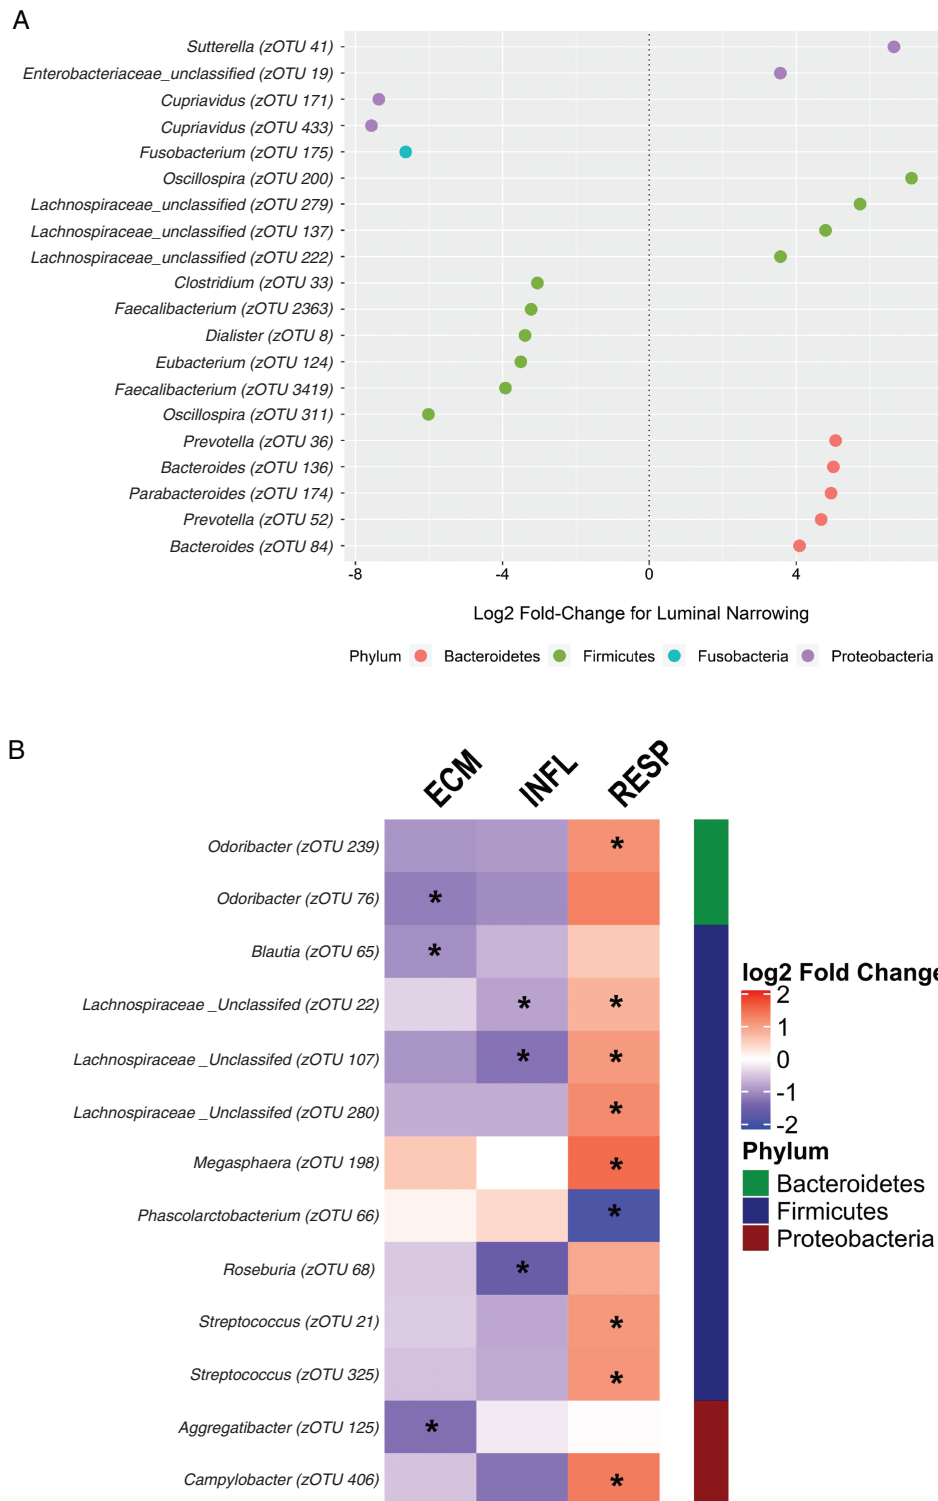 A
Sutterella (zOTU 41)
Enterobacteriaceae_unclassified (zOTU 19)
Cupriavidus (zOTU 171)
Cupriavidus (zOTU 433)
Fusobacterium (zOTU 175)
Oscillospira (zOTU 200)
Lachnospiraceae_unclassified (zOTU 279)
Lachnospiraceae_unclassified (zOTU 137)
Lachnospiraceae_unclassified (zOTU 222)
Clostridium (zOTU 33)
Faecalibacterium (zOTU 2363)
Dialister (zOTU 8)
Eubacterium (zOTU 124)
Faecalibacterium (zOTU 3419)
Oscillospira (zOTU 311)
Prevotella (zOTU 36)
Bacteroides (zOTU 136)
Parabacteroides (zOTU 174)
Prevotella (zOTU 52)
Bacteroides (zOTU 84)
-8 -4 0 4
Log2 Fold-Change for Luminal Narrowing
Phylum Bacteroidetes Firmicutes Fusobacteria Proteobacteria
B
ECM INFL RESP
Odoribacter (zOTU 239) *
Odoribacter (zOTU 76) *
Blautia (zOTU 65) *
Lachnospiraceae _Unclassifed (zOTU 22) * *
Lachnospiraceae _Unclassifed (zOTU 107) * *
Lachnospiraceae _Unclassifed (zOTU 280) *
Megasphaera (zOTU 198) *
Phascolarctobacterium (zOTU 66) *
Roseburia (zOTU 68) *
Streptococcus (zOTU 21) *
Streptococcus (zOTU 325) *
Aggregatibacter (zOTU 125) *
Campylobacter (zOTU 406) *
log2 Fold Change
2
1
0
-1
-2
Phylum
Bacteroidetes
Firmicutes
Proteobacteria